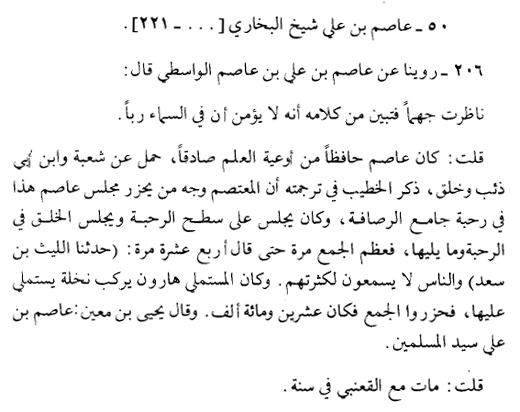 ٥٠ ـ عاصم بن علي شيخ البخاري [. . . ـ ٢٢١] .
٢٠٦ ـ روينا عن عاصم بن علي بن عاصم الواسطي قال:
ناظرت جهماً فتبين من كلامه أنه لا يؤمن أن في السماء رباً.
قلت: كان عاصم حافظاً من أوعية العلم صادقاً، حمل عن شعبة وابن أبي
ذئب وخلق، ذكر الخطيب في ترجمته أن المعتصم وجه من يحزر مجلس عاصم هذا
في رحبة جامع الرصافة، وكان يجلس على سطح الرحبة ويجلس الخلق في
الرحبةوما يليها، فعظم الجمع مرة حتى قال أربع عشرة مرة: (حدثنا الليث بن
سعد) والناس لا يسمعون لكثرتهم. وكان المستملي هارون يركب نخلة يستملي
عليها، فحزروا الجمع فكان عشرين ومائة ألف. وقال يحيى بن معين:عاصم بن
علي سيد المسلمين.
قلت: مات مع القعنبي في سنة.